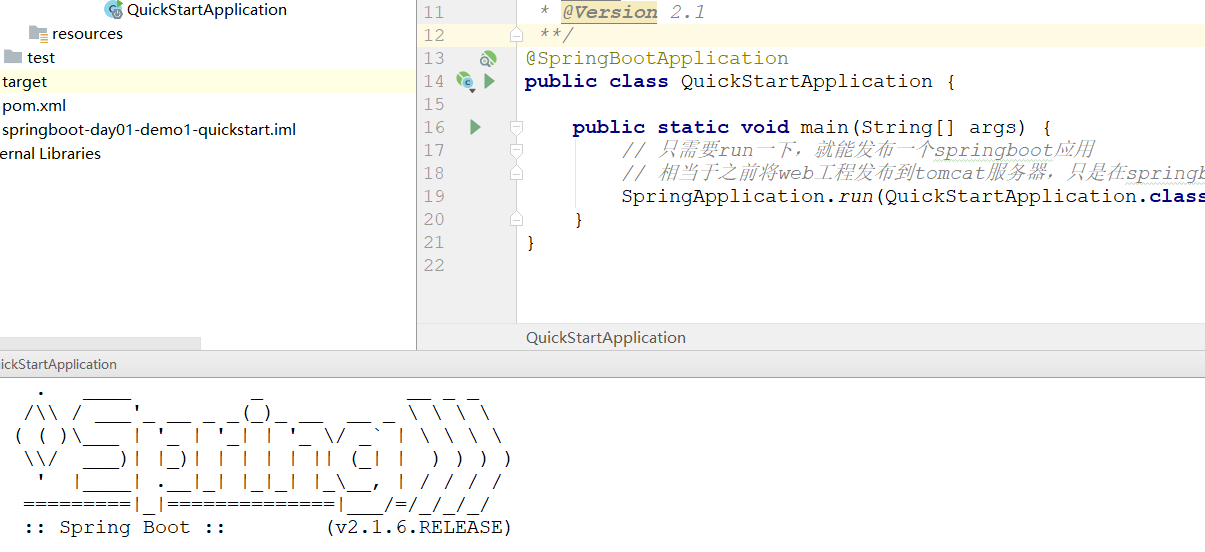 QuickStartApplication
resources
test
target
pom.xml
springboot-day01-demo1-quickstart.iml
ernal Libraries
11 * @Version 2.1
12 **/
13 @SpringBootApplication
14 public class QuickStartApplication {
15
16 public static void main(String[] args) {
17 // 只需要run一下，就能发布一个springboot应用
18 // 相当于之前将web工程发布到tomcat服务器，只是在springb
19 SpringApplication.run(QuickStartApplication.class
20 }
21 }
22
QuickStartApplication
ickStartApplication
  .   ____          _            __ _ _
 /\\ / ___'_ __ _ _(_)_ __  __ _ \ \ \ \
( ( )\___ | '_ | '_| | '_ \/ _` | \ \ \ \
 \\/  ___)| |_)| | | | | || (_| |  ) ) ) )
  '  |____| .__|_| |_|_| |_\__, | / / / /
 =========|_|==============|___/=/_/_/_/
 :: Spring Boot ::        (v2.1.6.RELEASE)